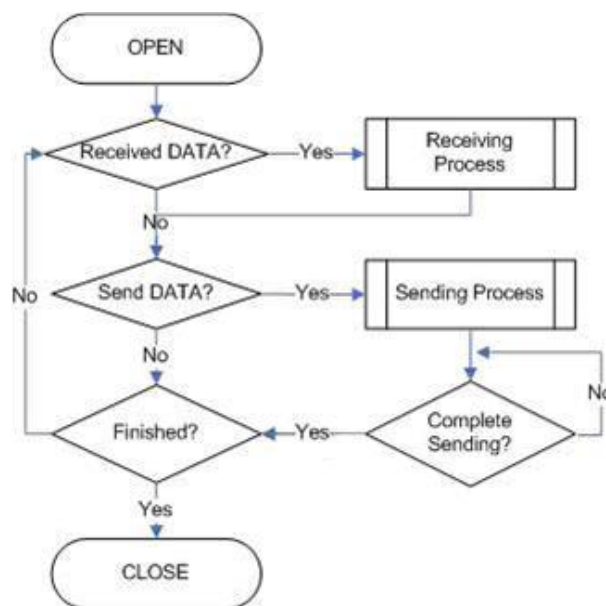 OPEN
Received DATA?
Yes
Receiving
Process
No
Send DATA?
Yes
Sending Process
No
No
No
Finished?
Yes
Complete
Sending?
Yes
CLOSE